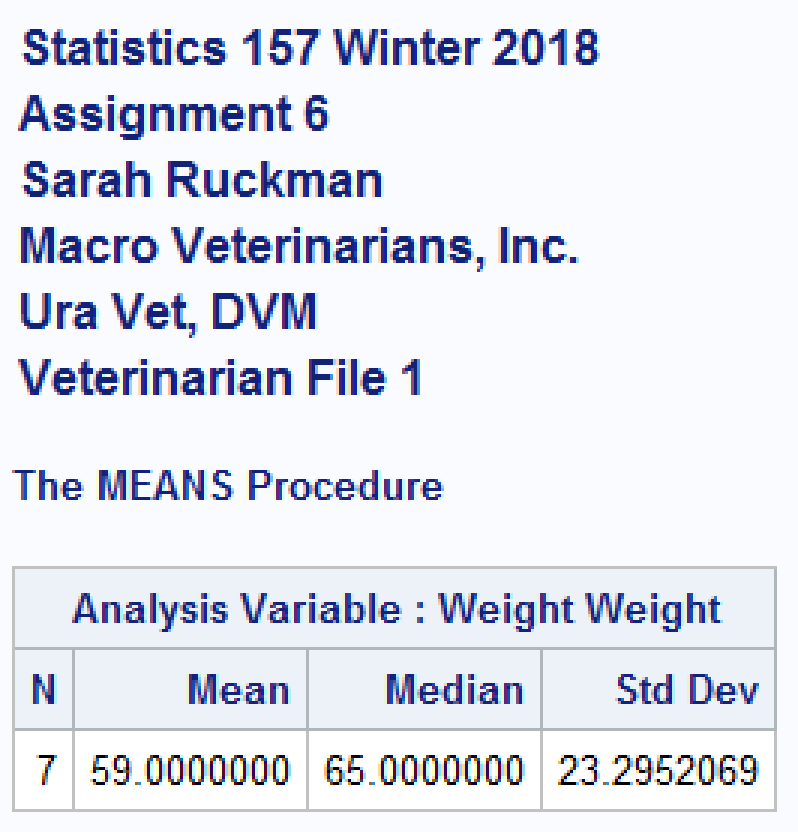 Statistics 157 Winter 2018
Assignment 6
Sarah Ruckman
Macro Veterinarians, Inc.
Ura Vet, DVM
Veterinarian File 1
The MEANS Procedure
Analysis Variable : Weight Weight
N Mean Median Std Dev
7 59.0000000 65.0000000 23.2952069